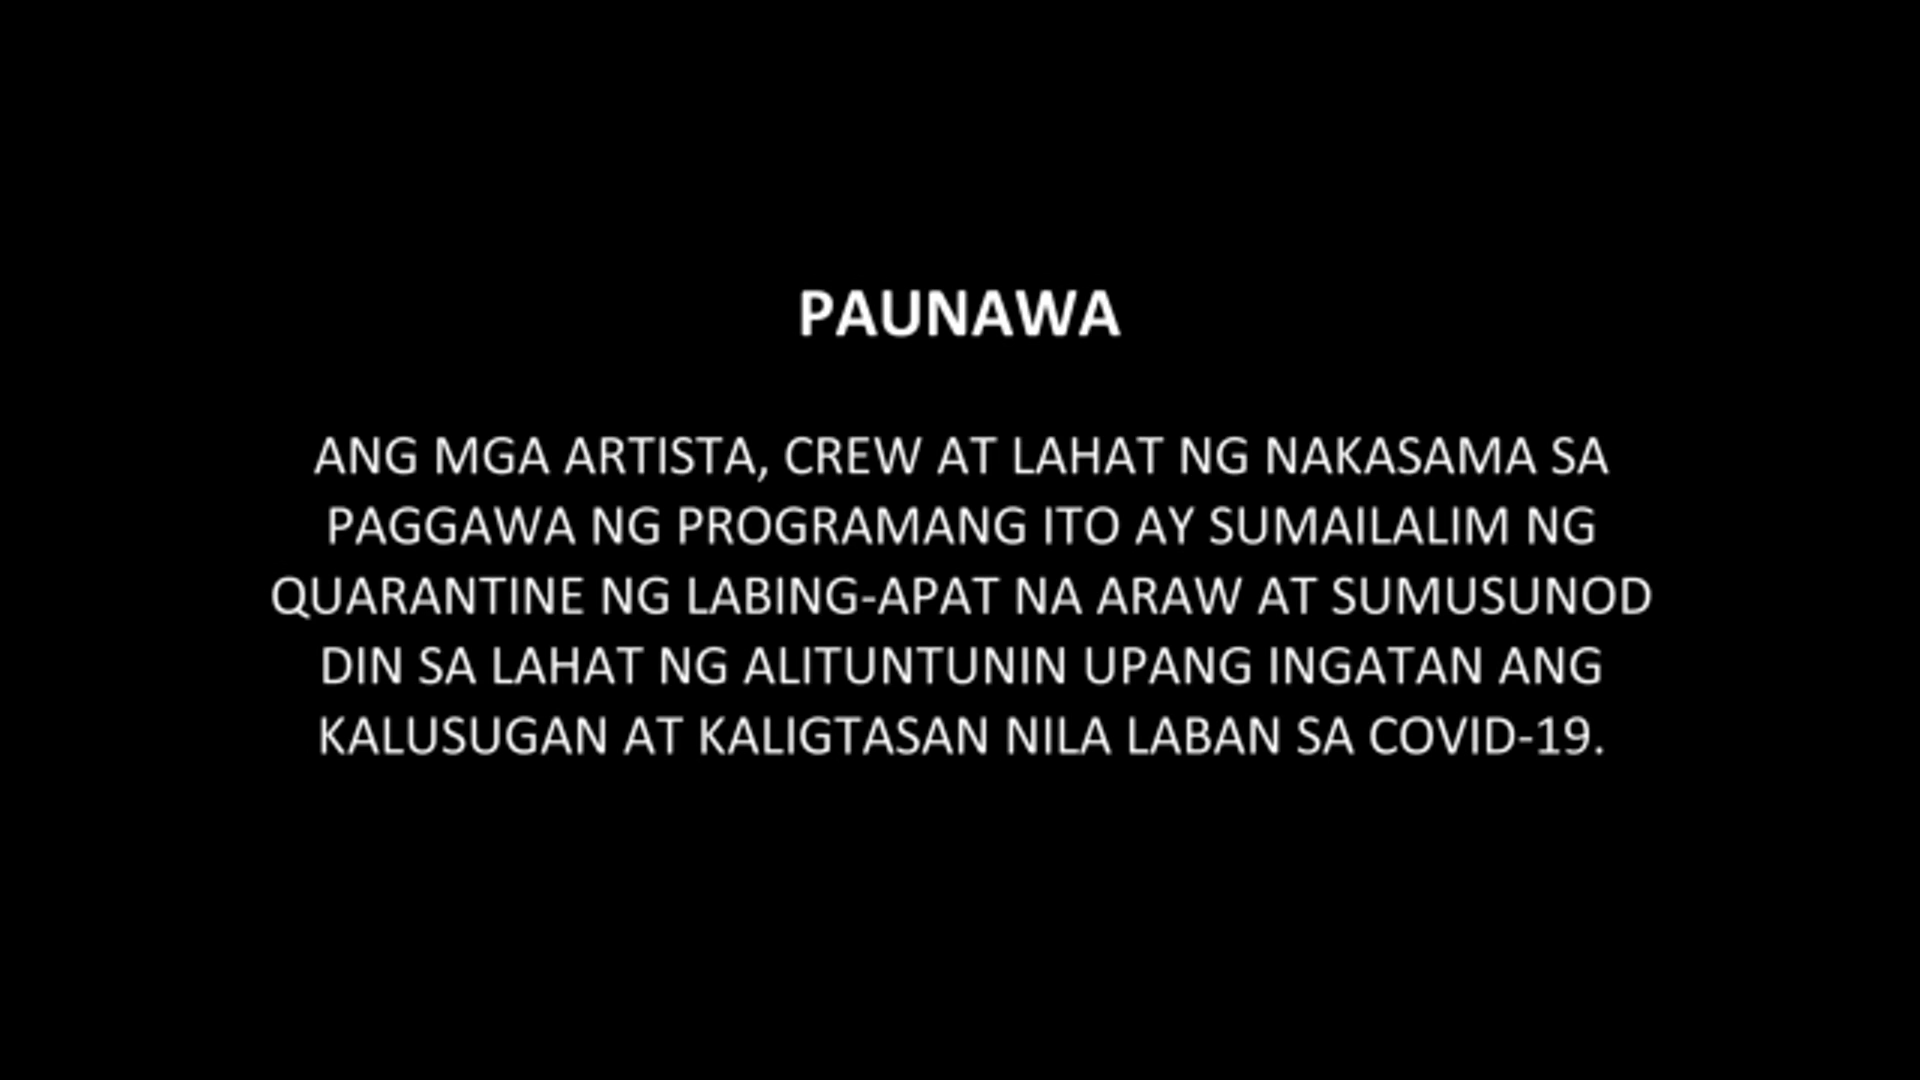 PAUNAWA
ANG MGA ARTISTA, CREW AT LAHAT NG NAKASAMA SA
PAGGAWA NG PROGRAMANG ITO AY SUMAILALIM NG
QUARANTINE NG LABING-APAT NA ARAW AT SUMUSUNOD
DIN SA LAHAT NG ALITUNTUNIN UPANG INGATAN ANG
KALUSUGAN AT KALIGTASAN NILA LABAN SA COVID-19.